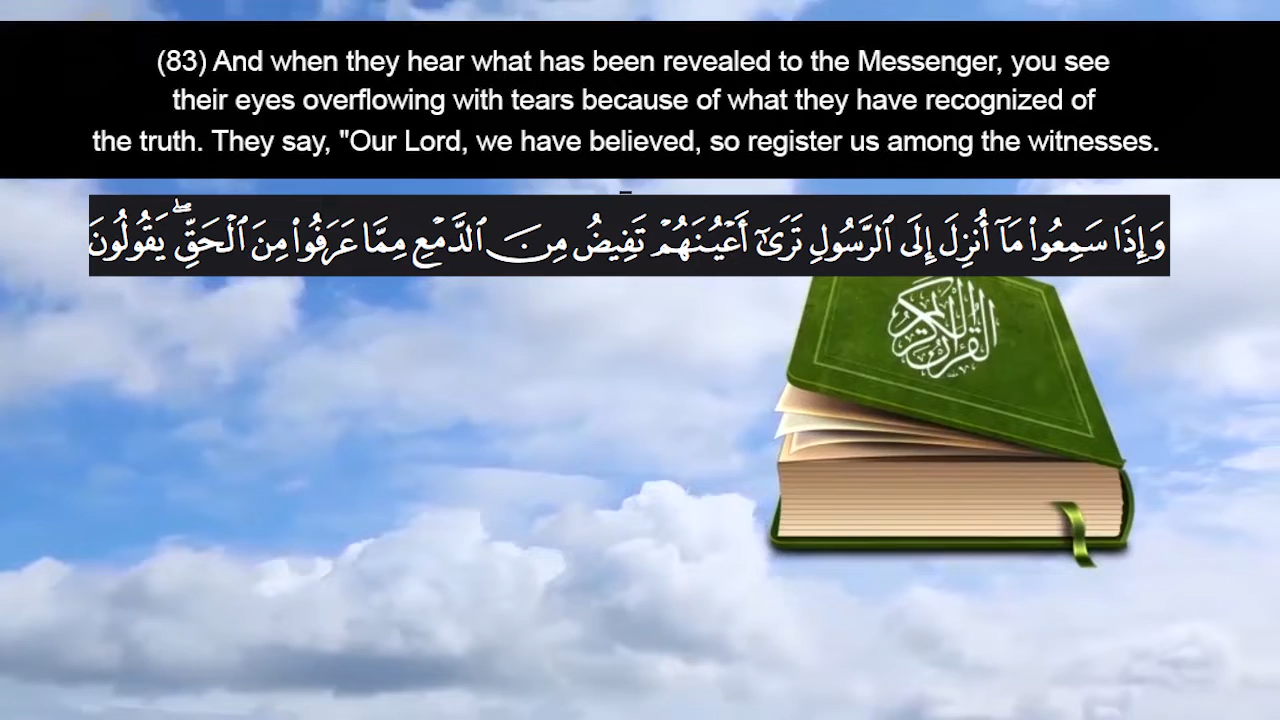 (83) And when they hear what has been revealed to the Messenger, you see
their eyes overflowing with tears because of what they have recognized of
the truth. They say, "Our Lord, we have believed, so register us among the witnesses.
وَإِذَا سَمِعُواْ مَآ أُنزِلَ إِلَى ٱلرَّسُولِ تَرَىٰٓ أَعۡيُنَهُمۡ تَفِيضُ مِنَ ٱلدَّمۡعِ مِمَّا عَرَفُواْ مِنَ ٱلۡحَقِّۖ يَقُولُونَ
القرآن الكريم